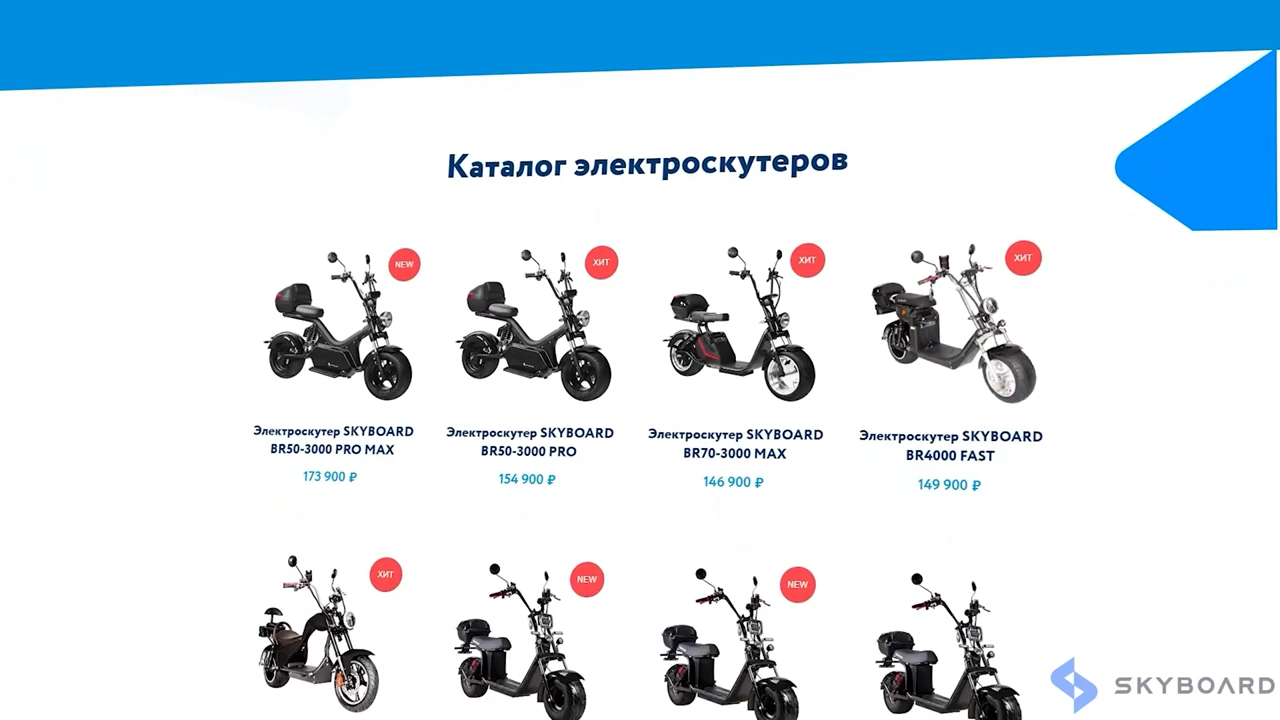 Каталог электроскутеров
NEW
ХИТ
ХИТ
ХИТ
Электроскутер SKYBOARD
BR50-3000 PRO MAX
173 900 ₽
Электроскутер SKYBOARD
BR50-3000 PRO
154 900 ₽
Электроскутер SKYBOARD
BR70-3000 MAX
146 900 ₽
Электроскутер SKYBOARD
BR4000 FAST
149 900 ₽
ХИТ
NEW
NEW
SKYBOARD